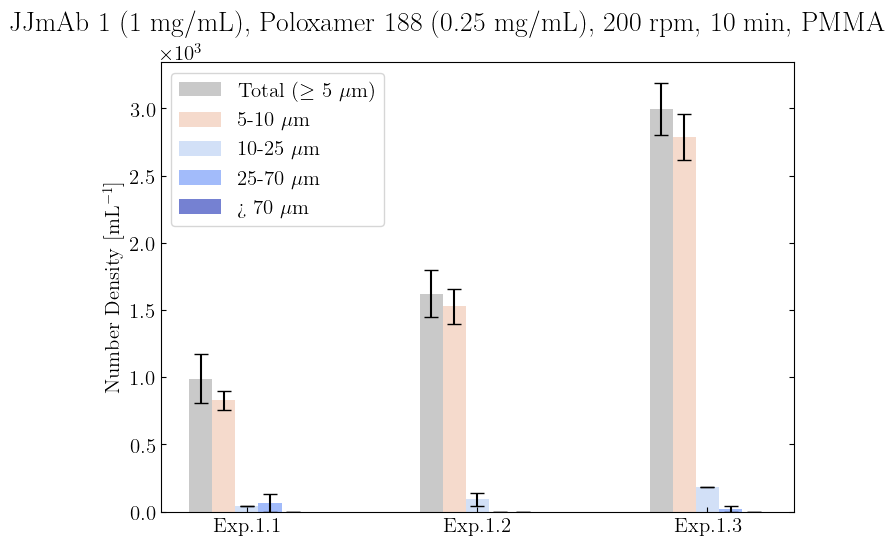 JJmAb 1 (1 mg/mL), Poloxamer 188 (0.25 mg/mL), 200 rpm, 10 min, PMMA
×10³
Total (≥ 5 μm)
5-10 μm
10-25 μm
25-70 μm
¿ 70 μm
Number Density [mL⁻¹]
3.0
2.5
2.0
1.5
1.0
0.5
0.0
Exp.1.1 Exp.1.2 Exp.1.3